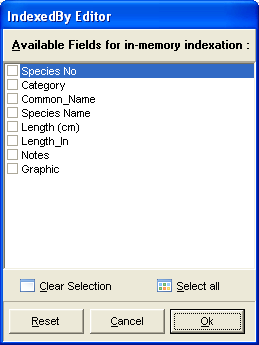 IndexedBy Editor
Available Fields for in-memory indexation :
Species No
Category
Common_Name
Species Name
Length (cm)
Length_In
Notes
Graphic
Clear Selection Select all
Reset Cancel Ok